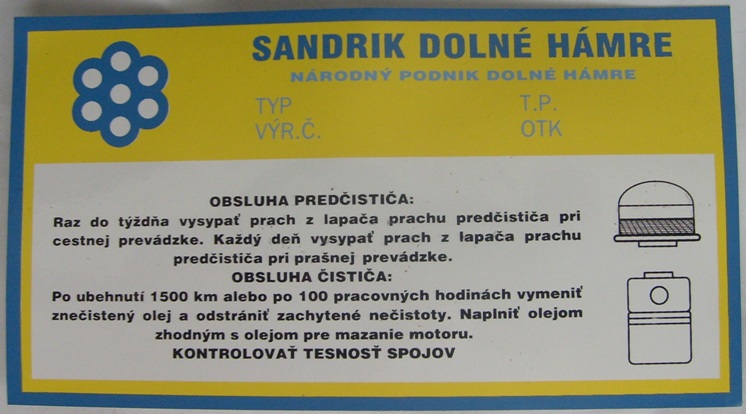 SANDRIK DOLNÉ HÁMRE
NÁRODNÝ PODNIK DOLNÉ HÁMRE
TYP T.P.
VÝR.Č. OTK
OBSLUHA PREDČISTIČA:
Raz do týždňa vysypať prach z lapača prachu predčističa pri
cestnej prevádzke. Každý deň vysypať prach z lapača prachu
predčističa pri prašnej prevádzke.
OBSLUHA ČISTIČA:
Po ubehnutí 1500 km alebo po 100 pracovných hodinách vymeniť
znečistený olej a odstrániť zachytené nečistoty. Naplniť olejom
zhodným s olejom pre mazanie motoru.
KONTROLOVAŤ TESNOSŤ SPOJOV